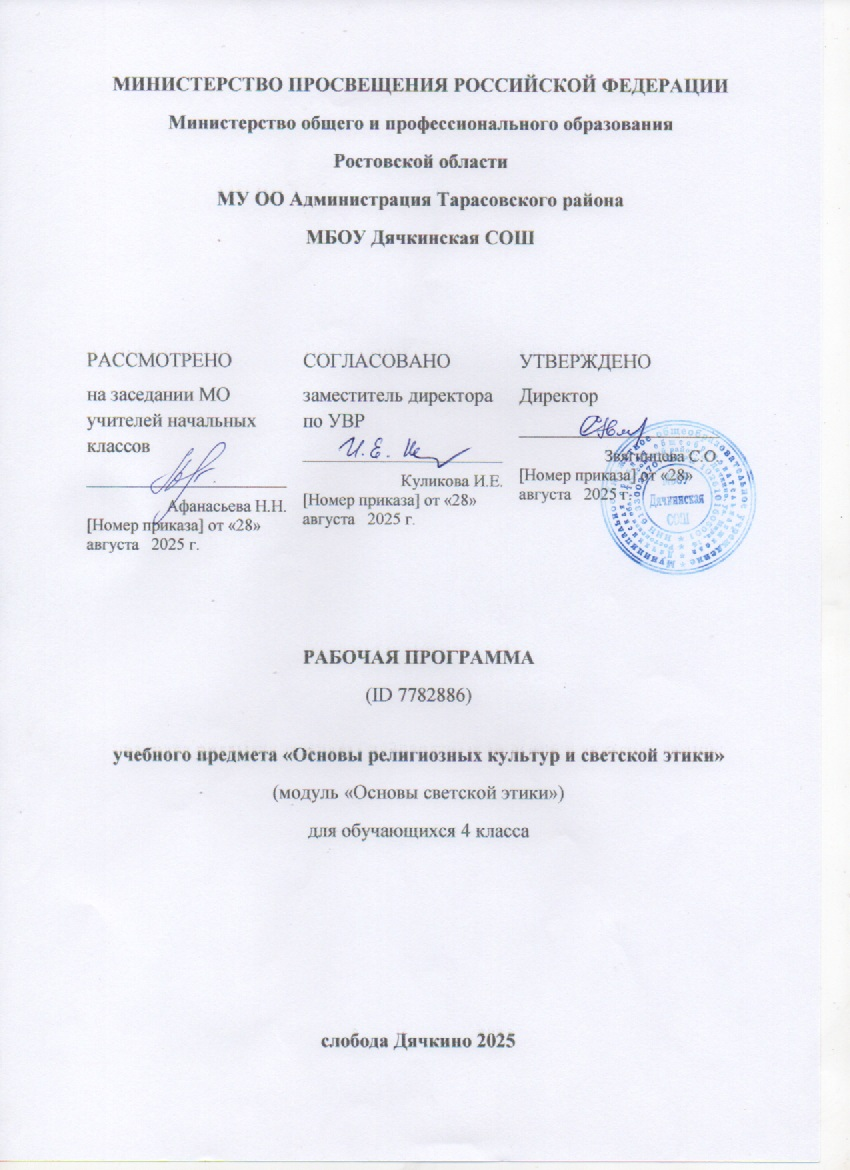 МИНИСТЕРСТВО ПРОСВЕЩЕНИЯ РОССИЙСКОЙ ФЕДЕРАЦИИ
Министерство общего и профессионального образования
Ростовской области
МУ ОО Администрация Тарасовского района
МБОУ Дячкинская СОШ
РАССМОТРЕНО
на заседании МО
учителей начальных
классов
Афанасьева Н.Н.
[Номер приказа] от «28»
августа 2025 г.
СОГЛАСОВАНО
заместитель директора
по УВР
Куликова И.Е.
[Номер приказа] от «28»
августа 2025 г.
УТВЕРЖДЕНО
Директор
Звягинцова С.О.
[Номер приказа] от «28»
августа 2025 г.
Дячкинская
СОШ
РАБОЧАЯ ПРОГРАММА
(ID 7782886)
учебного предмета «Основы религиозных культур и светской этики»
(модуль «Основы светской этики»)
для обучающихся 4 класса
слобода Дячкино 2025